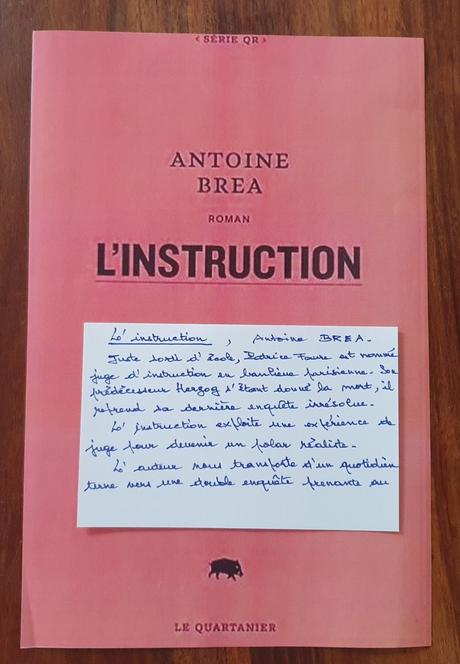 ‹ SÉRIE QR ›
ANTOINE
BREA
ROMAN
L'INSTRUCTION
L'instruction, Antoine BREA.
Juste sorti d'école, Patrice Favre est nommé
juge d'instruction en banlieue parisienne. Son
prédécesseur Herzog s'étant donné la mort, il
reprend sa dernière enquête irrésolue.
L'instruction exploite une expérience de
juge pour devenir un polar réaliste.
L'auteur nous transporte d'un quotidien
terne vers une double enquête prenante au
LE QUARTANIER